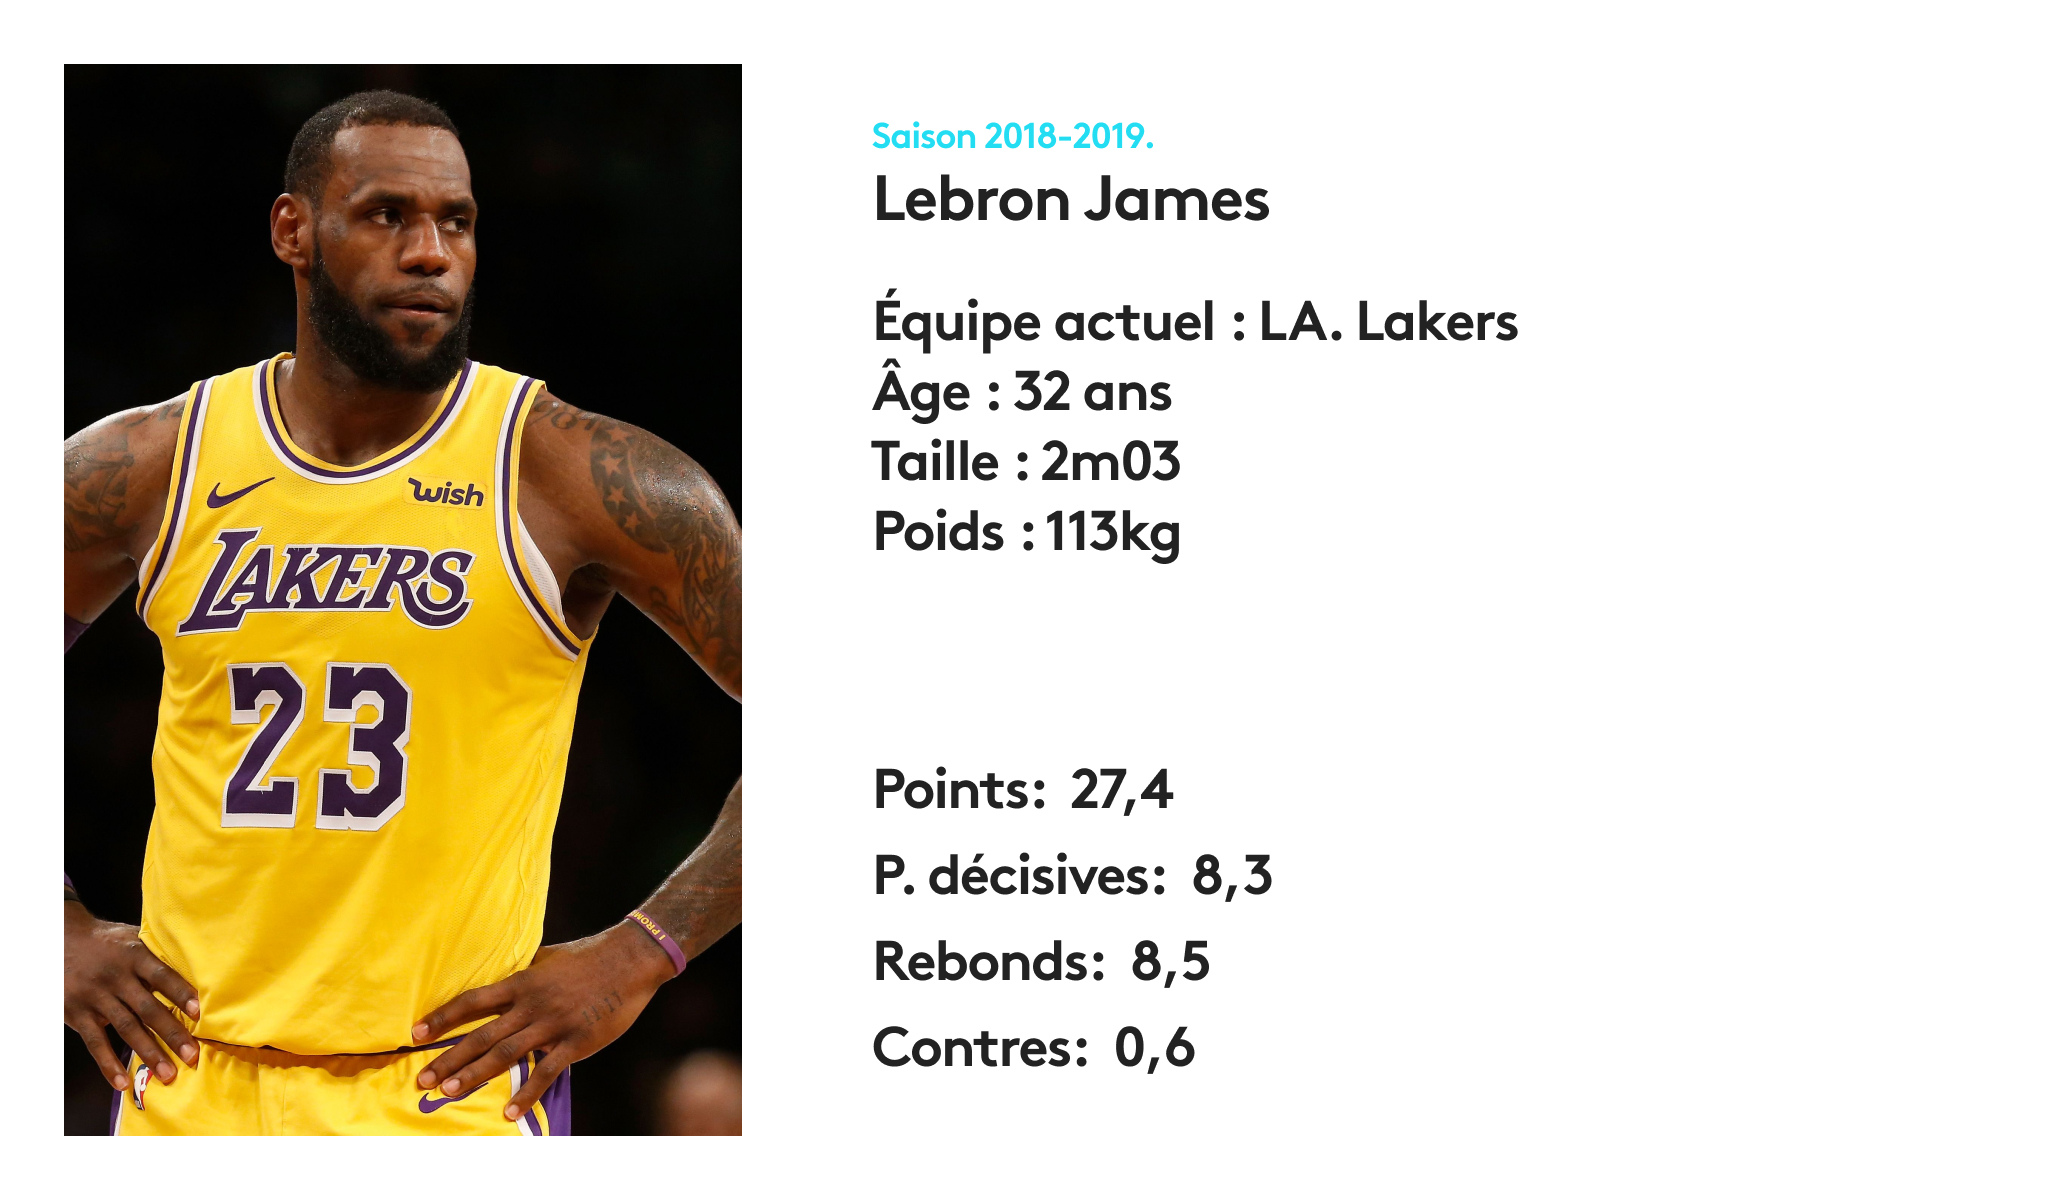 Saison 2018-2019.
Lebron James
Équipe actuel : LA. Lakers
Âge : 32 ans
Taille : 2m03
Poids : 113kg
Points: 27,4
P. décisives: 8,3
Rebonds: 8,5
Contres: 0,6
wish
LAKERS
23
I PROM